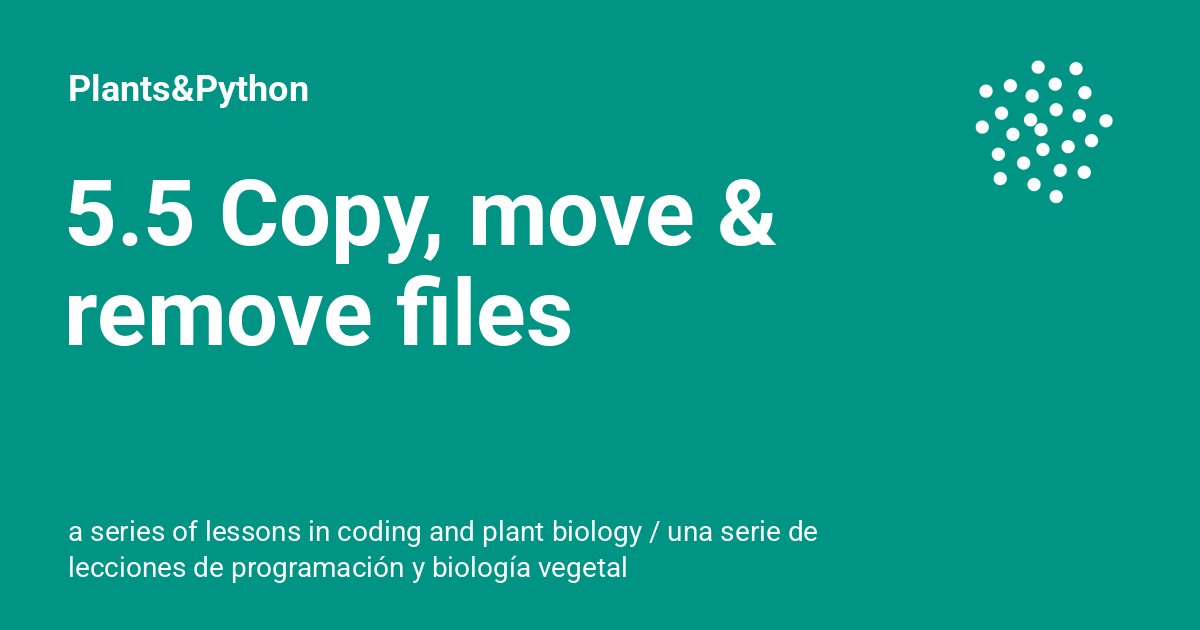 Plants&Python
5.5 Copy, move &
remove files
a series of lessons in coding and plant biology / una serie de
lecciones de programación y biología vegetal